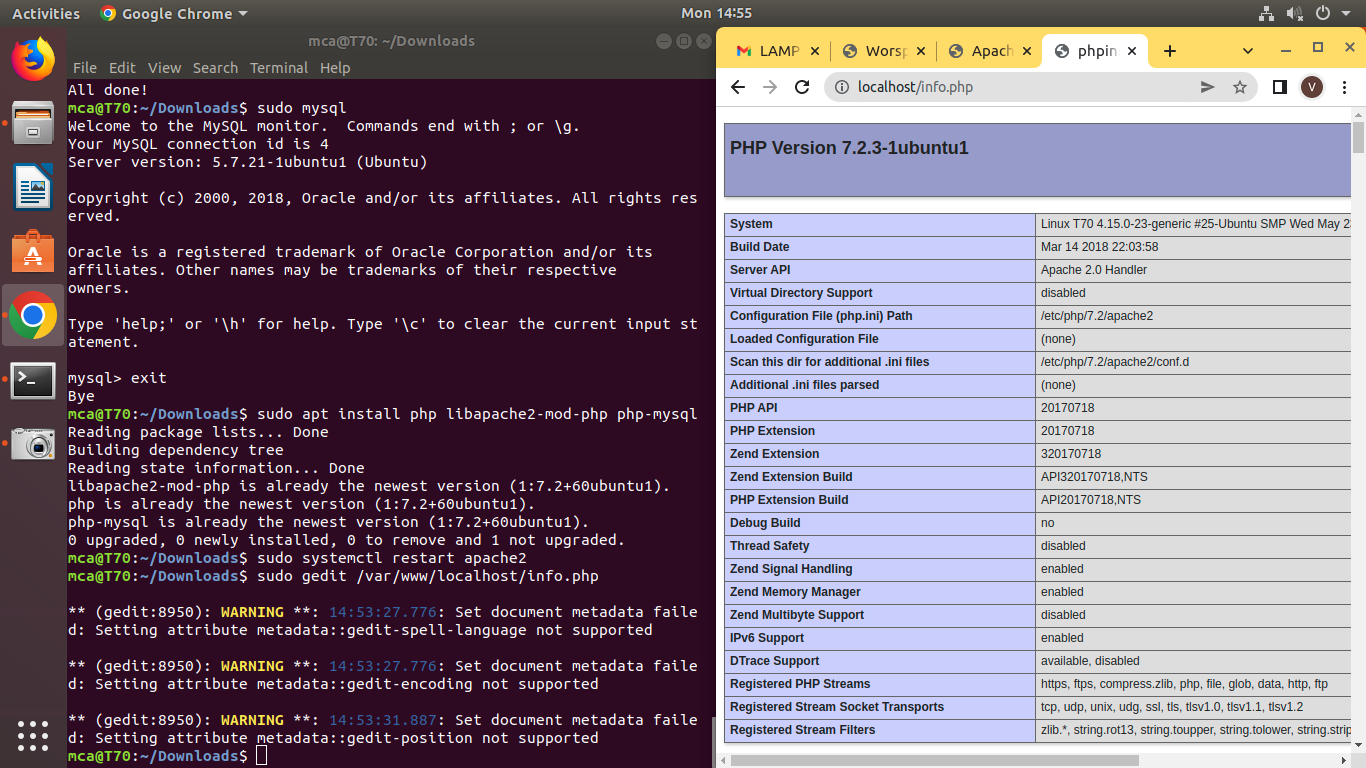 Activities Google Chrome Mon 14:55
mca@T70: ~/Downloads
File Edit View Search Terminal Help
All done!
mca@T70:~/Downloads$ sudo mysql
Welcome to the MySQL monitor.  Commands end with ; or \g.
Your MySQL connection id is 4
Server version: 5.7.21-1ubuntu1 (Ubuntu)
Copyright (c) 2000, 2018, Oracle and/or its affiliates. All rights res
erved.
Oracle is a registered trademark of Oracle Corporation and/or its
affiliates. Other names may be trademarks of their respective
owners.
Type 'help;' or '\h' for help. Type '\c' to clear the current input st
atement.
mysql> exit
Bye
mca@T70:~/Downloads$ sudo apt install php libapache2-mod-php php-mysql
Reading package lists... Done
Building dependency tree
Reading state information... Done
libapache2-mod-php is already the newest version (1:7.2+60ubuntu1).
php is already the newest version (1:7.2+60ubuntu1).
php-mysql is already the newest version (1:7.2+60ubuntu1).
0 upgraded, 0 newly installed, 0 to remove and 1 not upgraded.
mca@T70:~/Downloads$ sudo systemctl restart apache2
mca@T70:~/Downloads$ sudo gedit /var/www/localhost/info.php
** (gedit:8950): WARNING **: 14:53:27.776: Set document metadata faile
d: Setting attribute metadata::gedit-spell-language not supported
** (gedit:8950): WARNING **: 14:53:27.776: Set document metadata faile
d: Setting attribute metadata::gedit-encoding not supported
** (gedit:8950): WARNING **: 14:53:31.887: Set document metadata faile
d: Setting attribute metadata::gedit-position not supported
mca@T70:~/Downloads$
LAMP Worsp Apach phpin
localhost/info.php V
PHP Version 7.2.3-1ubuntu1
System Linux T70 4.15.0-23-generic #25-Ubuntu SMP Wed May 2
Build Date Mar 14 2018 22:03:58
Server API Apache 2.0 Handler
Virtual Directory Support disabled
Configuration File (php.ini) Path /etc/php/7.2/apache2
Loaded Configuration File (none)
Scan this dir for additional .ini files /etc/php/7.2/apache2/conf.d
Additional .ini files parsed (none)
PHP API 20170718
PHP Extension 20170718
Zend Extension 320170718
Zend Extension Build API320170718,NTS
PHP Extension Build API20170718,NTS
Debug Build no
Thread Safety disabled
Zend Signal Handling enabled
Zend Memory Manager enabled
Zend Multibyte Support disabled
IPv6 Support enabled
DTrace Support available, disabled
Registered PHP Streams https, ftps, compress.zlib, php, file, glob, data, http, ftp
Registered Stream Socket Transports tcp, udp, unix, udg, ssl, tls, tlsv1.0, tlsv1.1, tlsv1.2
Registered Stream Filters zlib.*, string.rot13, string.toupper, string.tolower, string.strip